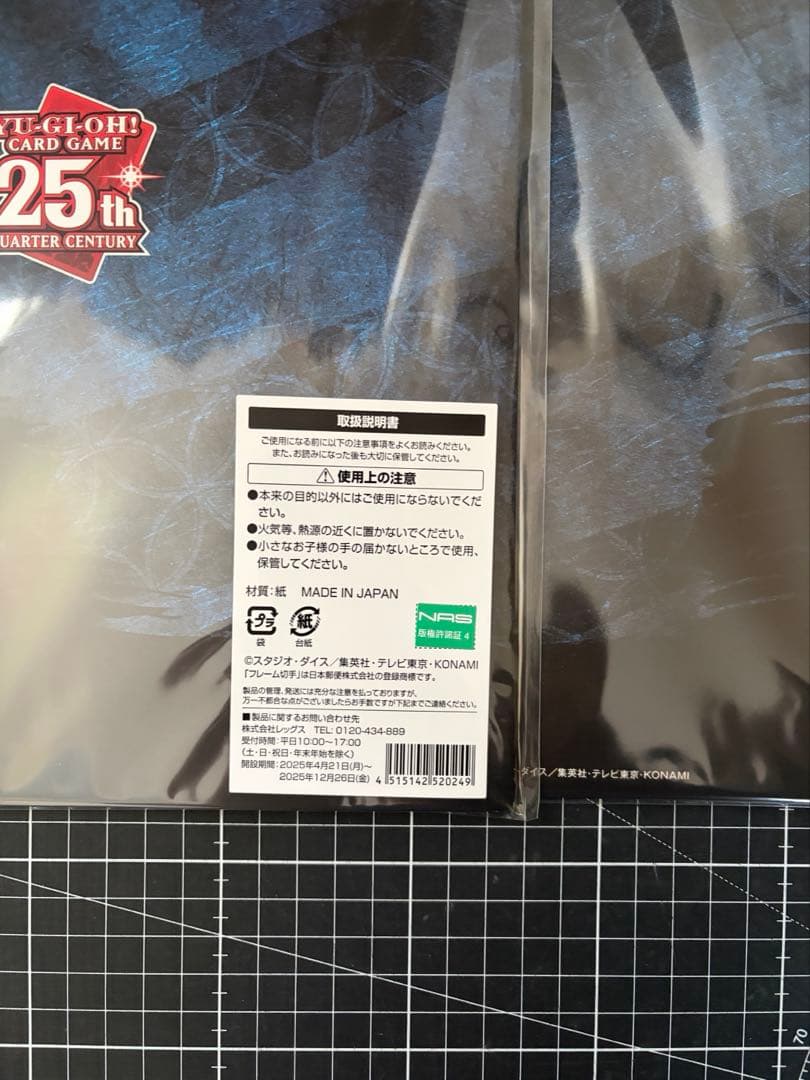 YU-GI-OH!
CARD GAME
25th
QUARTER CENTURY
取扱説明書
ご使用になる前に以下の注意事項をよくお読みください。
また、お読みになった後も大切に保管してください。
⚠使用上の注意
●本来の目的以外にはご使用にならないでくだ
さい。
●火気等、熱源の近くに置かないでください。
●小さなお子様の手の届かないところで使用、
保管してください。
材質：紙 MADE IN JAPAN
プラ
袋
紙
台紙
NAS
版権許諾証 4
©スタジオ・ダイス／集英社・テレビ東京・KONAMI
「フレーム切手」は日本郵便株式会社の登録商標です。
製品の管理、発送には充分な注意を払っておりますが、
万一不都合な点がございましたらお手数ですが下記までご連絡ください。
■製品に関するお問い合わせ先
株式会社レッグス TEL: 0120-434-889
受付時間：平日10:00～17:00
（土・日・祝日・年末年始を除く）
開設期間：2025年4月21日(月)～
2025年12月26日(金)
4 515142 520249
ダイス／集英社・テレビ東京・KONAMI
70